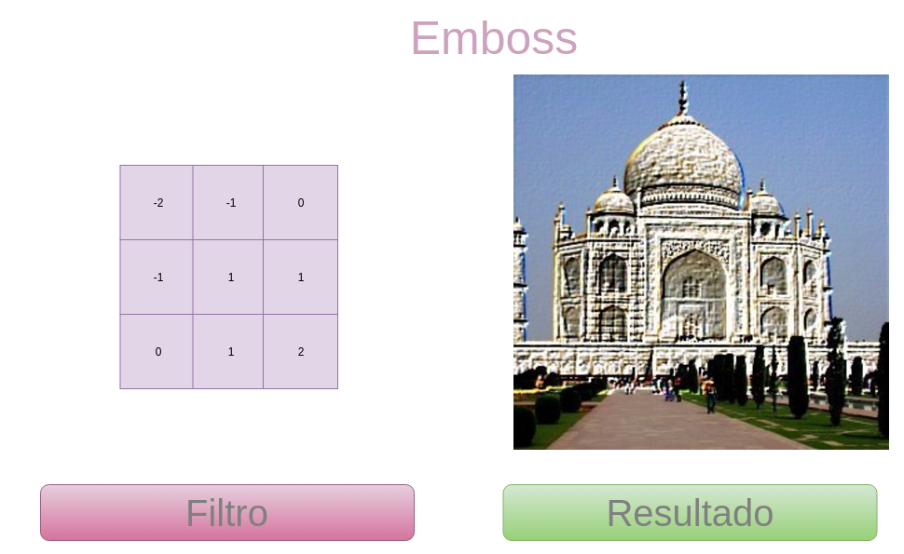 Emboss
-2 -1 0
-1 1 1
0 1 2
Filtro
Resultado